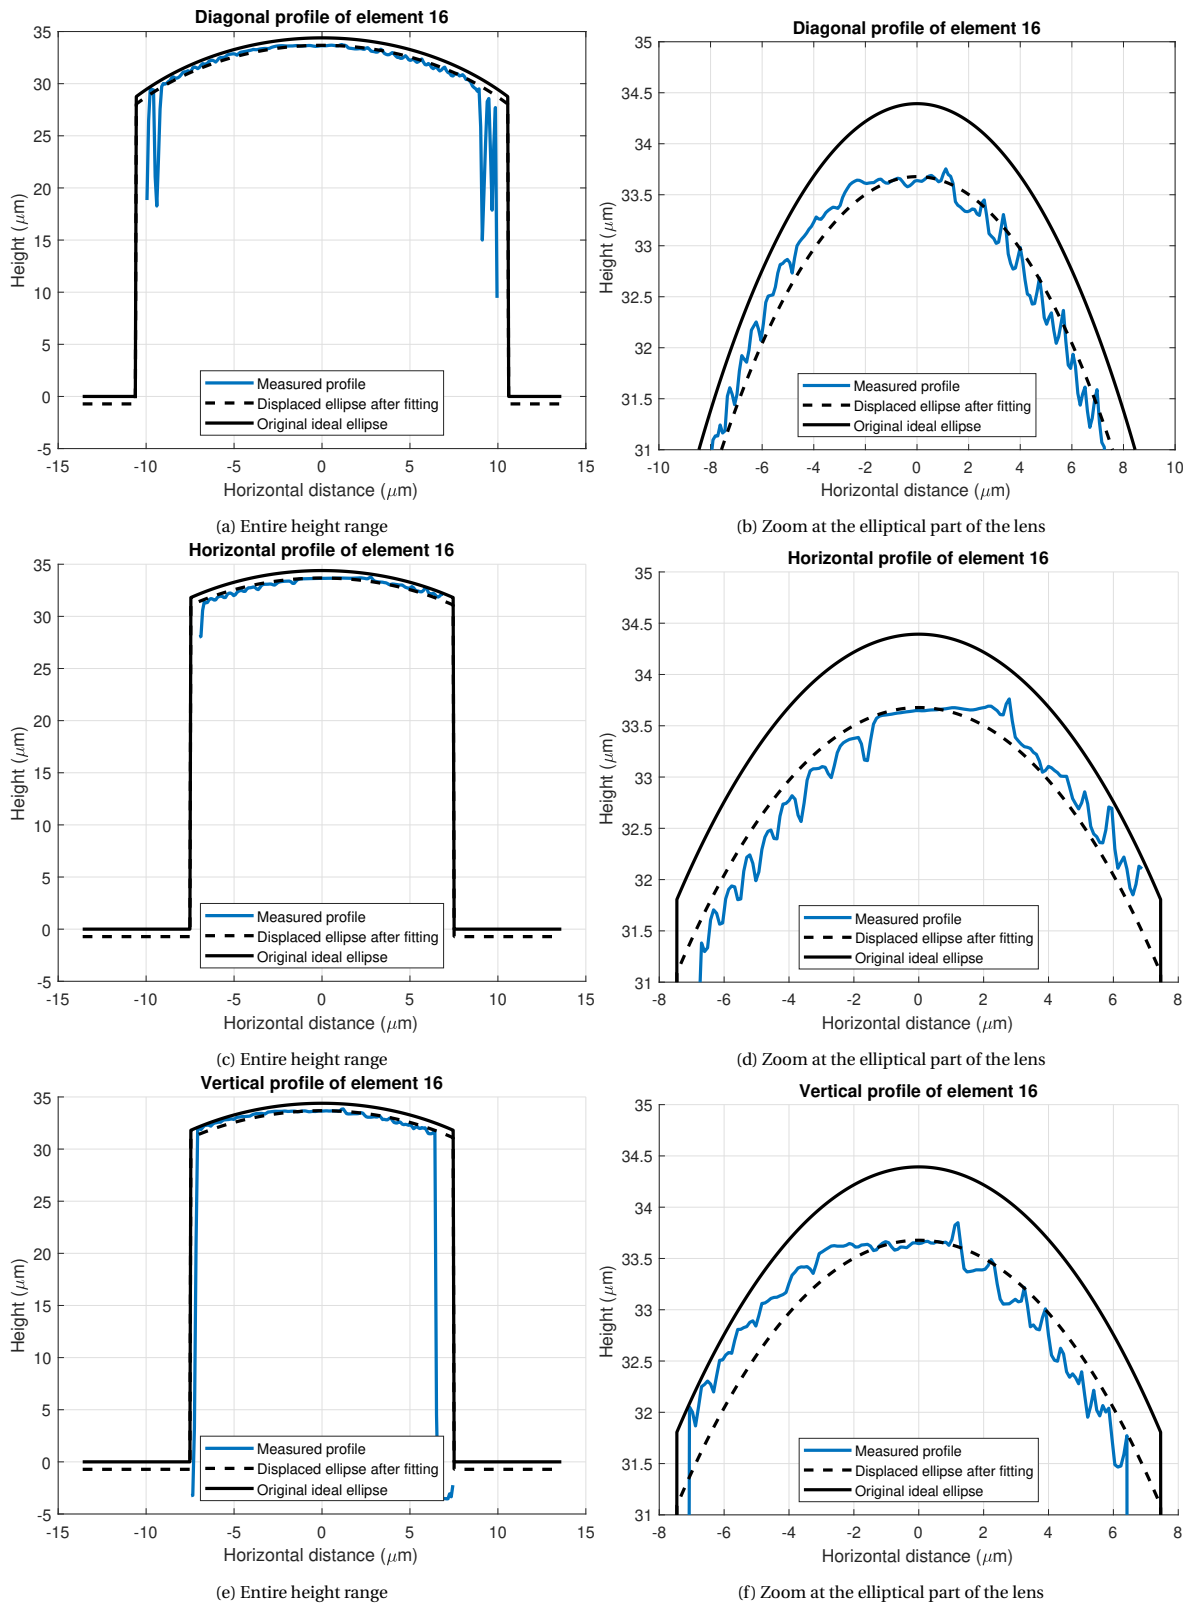 Diagonal profile of element 16
35
30
25
20
15
10
5
0
-5
Height (μm)
Measured profile
Displaced ellipse after fitting
Original ideal ellipse
-15 -10 -5 0 5 10 15
Horizontal distance (μm)
(a) Entire height range
Diagonal profile of element 16
35
34.5
34
33.5
33
32.5
32
31.5
31
Height (μm)
Measured profile
Displaced ellipse after fitting
Original ideal ellipse
-10 -8 -6 -4 -2 0 2 4 6 8 10
Horizontal distance (μm)
(b) Zoom at the elliptical part of the lens
Horizontal profile of element 16
35
30
25
20
15
10
5
0
-5
Height (μm)
Measured profile
Displaced ellipse after fitting
Original ideal ellipse
-15 -10 -5 0 5 10 15
Horizontal distance (μm)
(c) Entire height range
Horizontal profile of element 16
35
34.5
34
33.5
33
32.5
32
31.5
31
Height (μm)
Measured profile
Displaced ellipse after fitting
Original ideal ellipse
-8 -6 -4 -2 0 2 4 6 8
Horizontal distance (μm)
(d) Zoom at the elliptical part of the lens
Vertical profile of element 16
35
30
25
20
15
10
5
0
-5
Height (μm)
Measured profile
Displaced ellipse after fitting
Original ideal ellipse
-15 -10 -5 0 5 10 15
Horizontal distance (μm)
(e) Entire height range
Vertical profile of element 16
35
34.5
34
33.5
33
32.5
32
31.5
31
Height (μm)
Measured profile
Displaced ellipse after fitting
Original ideal ellipse
-8 -6 -4 -2 0 2 4 6 8
Horizontal distance (μm)
(f) Zoom at the elliptical part of the lens